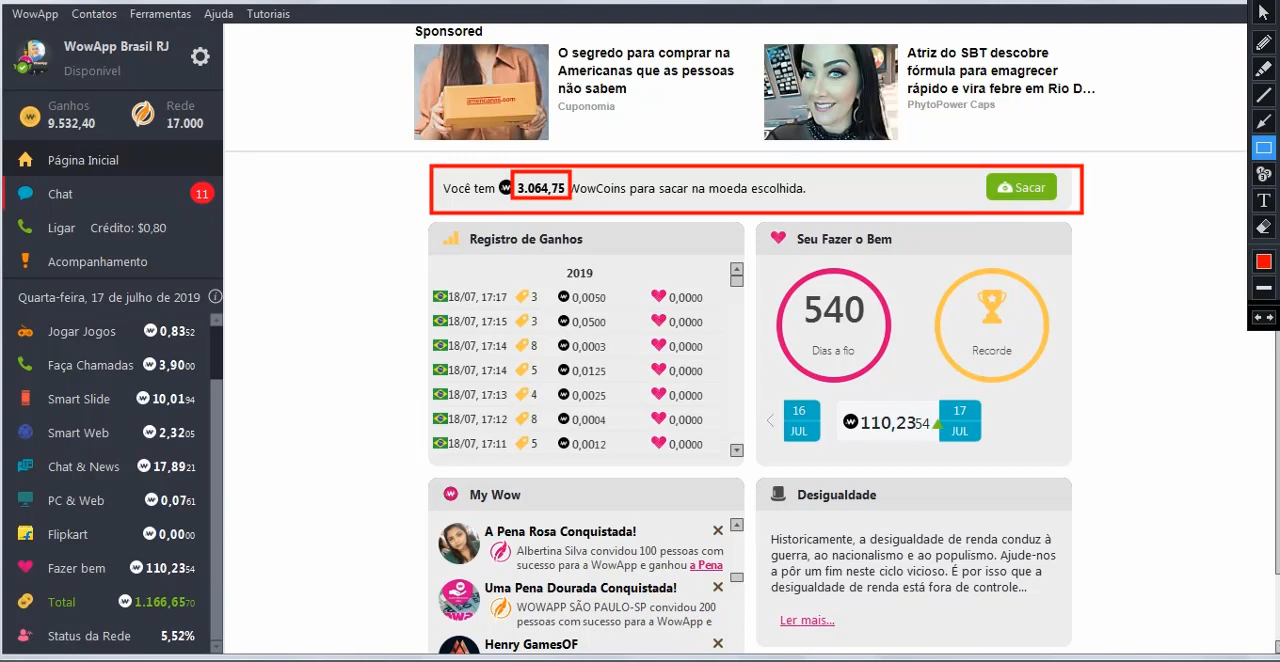 WowApp Contatos Ferramentas Ajuda Tutoriais
WowApp Brasil RJ
Disponível
Ganhos
9.532,40
Rede
17.000
Página Inicial
Chat 11
Ligar Crédito: $0,80
Acompanhamento
Quarta-feira, 17 de julho de 2019
Jogar Jogos 0,8352
Faça Chamadas 3,9000
Smart Slide 10,0194
Smart Web 2,3205
Chat & News 17,8921
PC & Web 0,0761
Flipkart 0,0000
Fazer bem 110,2354
Total 1.166,6570
Status da Rede 5,52%
Sponsored
O segredo para comprar na
Americanas que as pessoas
não sabem
Cuponomia
americanas.com
Atriz do SBT descobre
fórmula para emagrecer
rápido e vira febre em Rio D...
PhytoPower Caps
Você tem 3.064,75 WowCoins para sacar na moeda escolhida.
Sacar
Registro de Ganhos
2019
18/07, 17:17 3 0,0050 0,0000
18/07, 17:15 3 0,0500 0,0000
18/07, 17:14 8 0,0003 0,0000
18/07, 17:14 5 0,0125 0,0000
18/07, 17:13 4 0,0025 0,0000
18/07, 17:12 8 0,0004 0,0000
18/07, 17:11 5 0,0012 0,0000
Seu Fazer o Bem
540
Dias a fio
Recorde
16
JUL
110,2354
17
JUL
My Wow
A Pena Rosa Conquistada!
Albertina Silva convidou 100 pessoas com
sucesso para a WowApp e ganhou a Pena
Uma Pena Dourada Conquistada!
WOWAPP SÃO PAULO-SP convidou 200
pessoas com sucesso para a WowApp e
Henry GamesOF
Desigualdade
Historicamente, a desigualdade de renda conduz à
guerra, ao nacionalismo e ao populismo. Ajude-nos
a pôr um fim neste ciclo vicioso. É por isso que a
desigualdade de renda está fora de controle...
Ler mais...